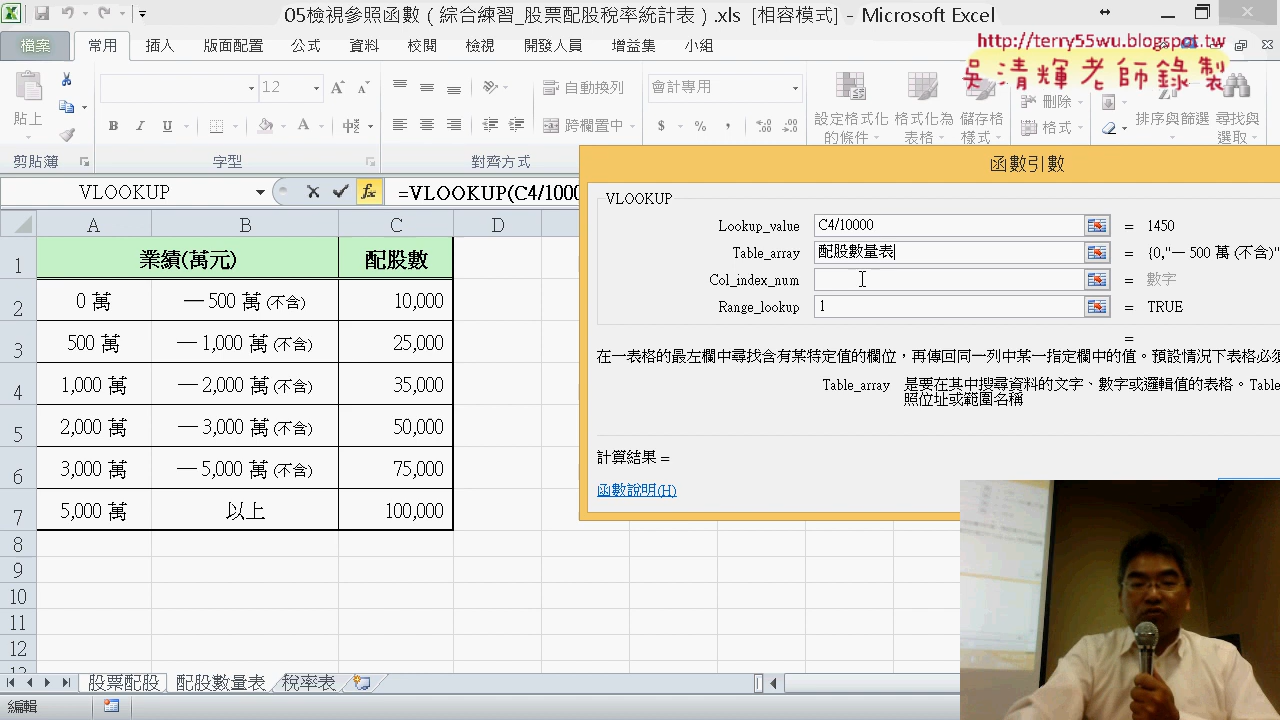 05檢視參照函數（綜合練習_股票配股稅率統計表）.xls [相容模式] - Microsoft Excel
檔案 常用 插入 版面配置 公式 資料 校閱 檢視 開發人員 增益集 小組
http://terry55wu.blogspot.tw
吳清輝老師錄製
貼上 剪貼簿
12 B I U A 字型
自動換列 跨欄置中 對齊方式
會計專用 $ %
設定格式化的條件 格式化為表格 儲存格樣式
刪除 格式
排序與篩選 尋找與選取
VLOOKUP =VLOOKUP(C4/1000
A B C D
1 業績(萬元) 配股數
2 0 萬 — 500 萬 (不含) 10,000
3 500 萬 — 1,000 萬 (不含) 25,000
4 1,000 萬 — 2,000 萬 (不含) 35,000
5 2,000 萬 — 3,000 萬 (不含) 50,000
6 3,000 萬 — 5,000 萬 (不含) 75,000
7 5,000 萬 以上 100,000
8
9
10
11
12
函數引數
VLOOKUP
Lookup_value C4/10000 = 1450
Table_array 配股數量表 = {0,"— 500 萬 (不含)"
Col_index_num = 數字
Range_lookup 1 = TRUE
=
在一表格的最左欄中尋找含有某特定值的欄位，再傳回同一列中某一指定欄中的值。預設情況下表格必須
Table_array 是要在其中搜尋資料的文字、數字或邏輯值的表格。Table
照位址或範圍名稱
計算結果 =
函數說明(H)
股票配股 配股數量表 稅率表
編輯